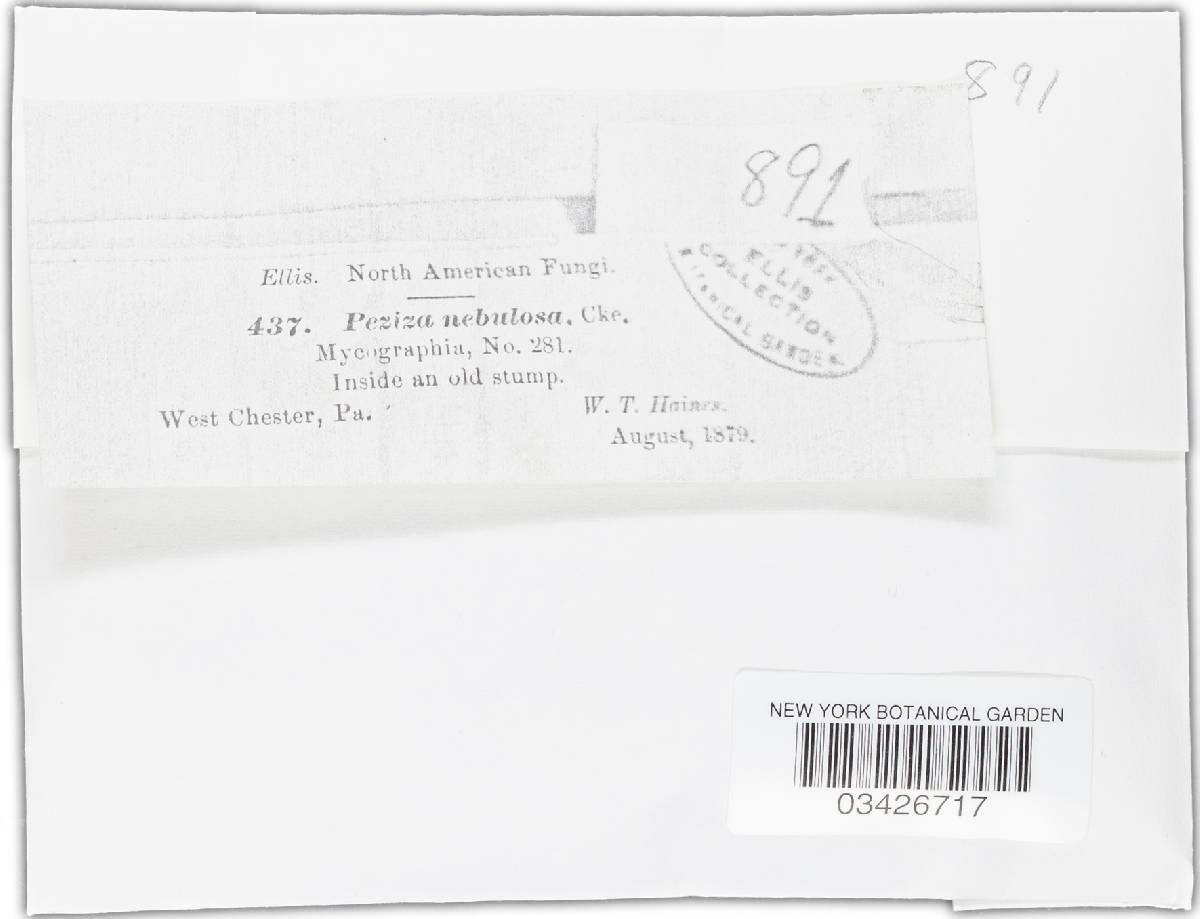 891
891
ELLIS
COLLECTION
GARDEN
Ellis. North American Fungi.
437. Peziza nebulosa, Cke.
Mycographia, No. 281.
Inside an old stump.
West Chester, Pa.
W. T. Haines.
August, 1879.
NEW YORK BOTANICAL GARDEN
03426717